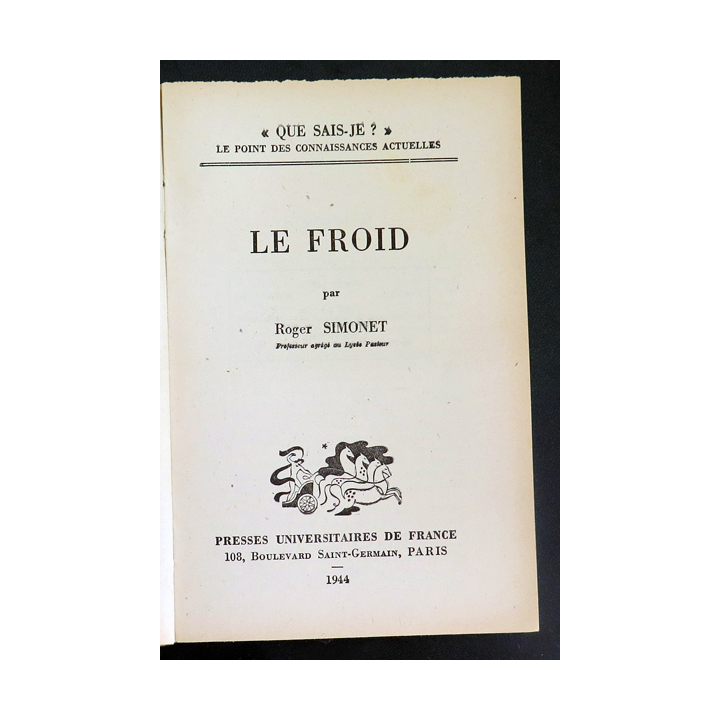 « QUE SAIS-JE ? »
LE POINT DES CONNAISSANCES ACTUELLES
LE FROID
par
Roger SIMONET
Professeur agrégé au Lycée Pasteur
PRESSES UNIVERSITAIRES DE FRANCE
108, BOULEVARD SAINT-GERMAIN, PARIS
1944